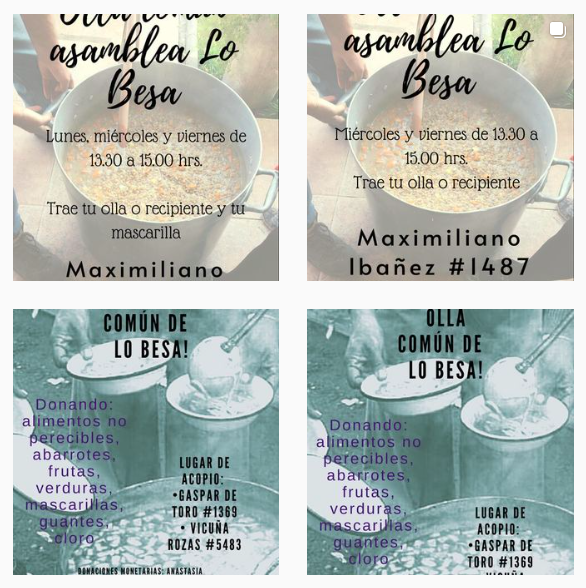 Olla común
asamblea Lo
Besa
Lunes, miércoles y viernes de
13.30 a 15.00 hrs.
Trae tu olla o recipiente y tu
mascarilla
Maximiliano
asamblea Lo
Besa
Miércoles y viernes de 13.30 a
15.00 hrs.
Trae tu olla o recipiente
Maximiliano
Ibañez #1487
COMÚN DE
LO BESA!
Donando:
alimentos no
perecibles,
abarrotes,
frutas,
verduras,
mascarillas,
guantes,
cloro
LUGAR DE
ACOPIO:
•GASPAR DE
TORO #1369
• VICUÑA
ROZAS #5483
DONACIONES MONETARIAS: ANASTASIA
OLLA
COMÚN DE
LO BESA!
Donando:
alimentos no
perecibles,
abarrotes,
frutas,
verduras,
mascarillas,
guantes,
cloro
LUGAR DE
ACOPIO:
•GASPAR DE
TORO #1369
VICUÑA